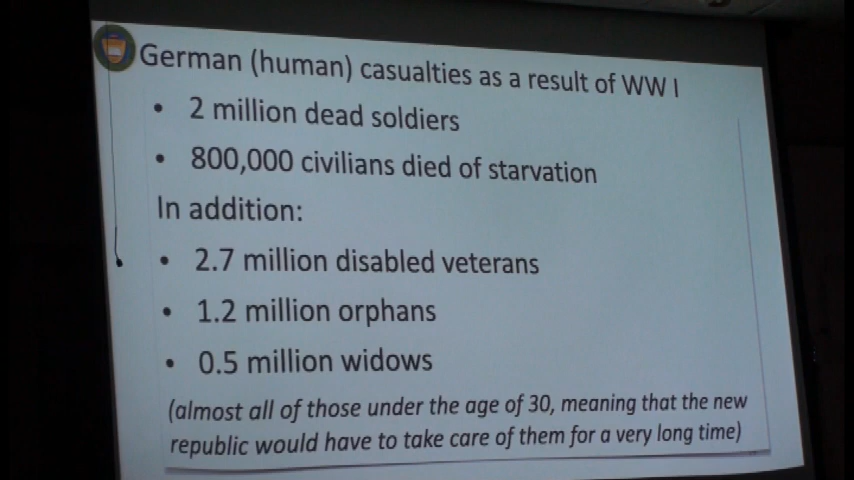 German (human) casualties as a result of WW I
• 2 million dead soldiers
• 800,000 civilians died of starvation
In addition:
• 2.7 million disabled veterans
• 1.2 million orphans
• 0.5 million widows
(almost all of those under the age of 30, meaning that the new
republic would have to take care of them for a very long time)